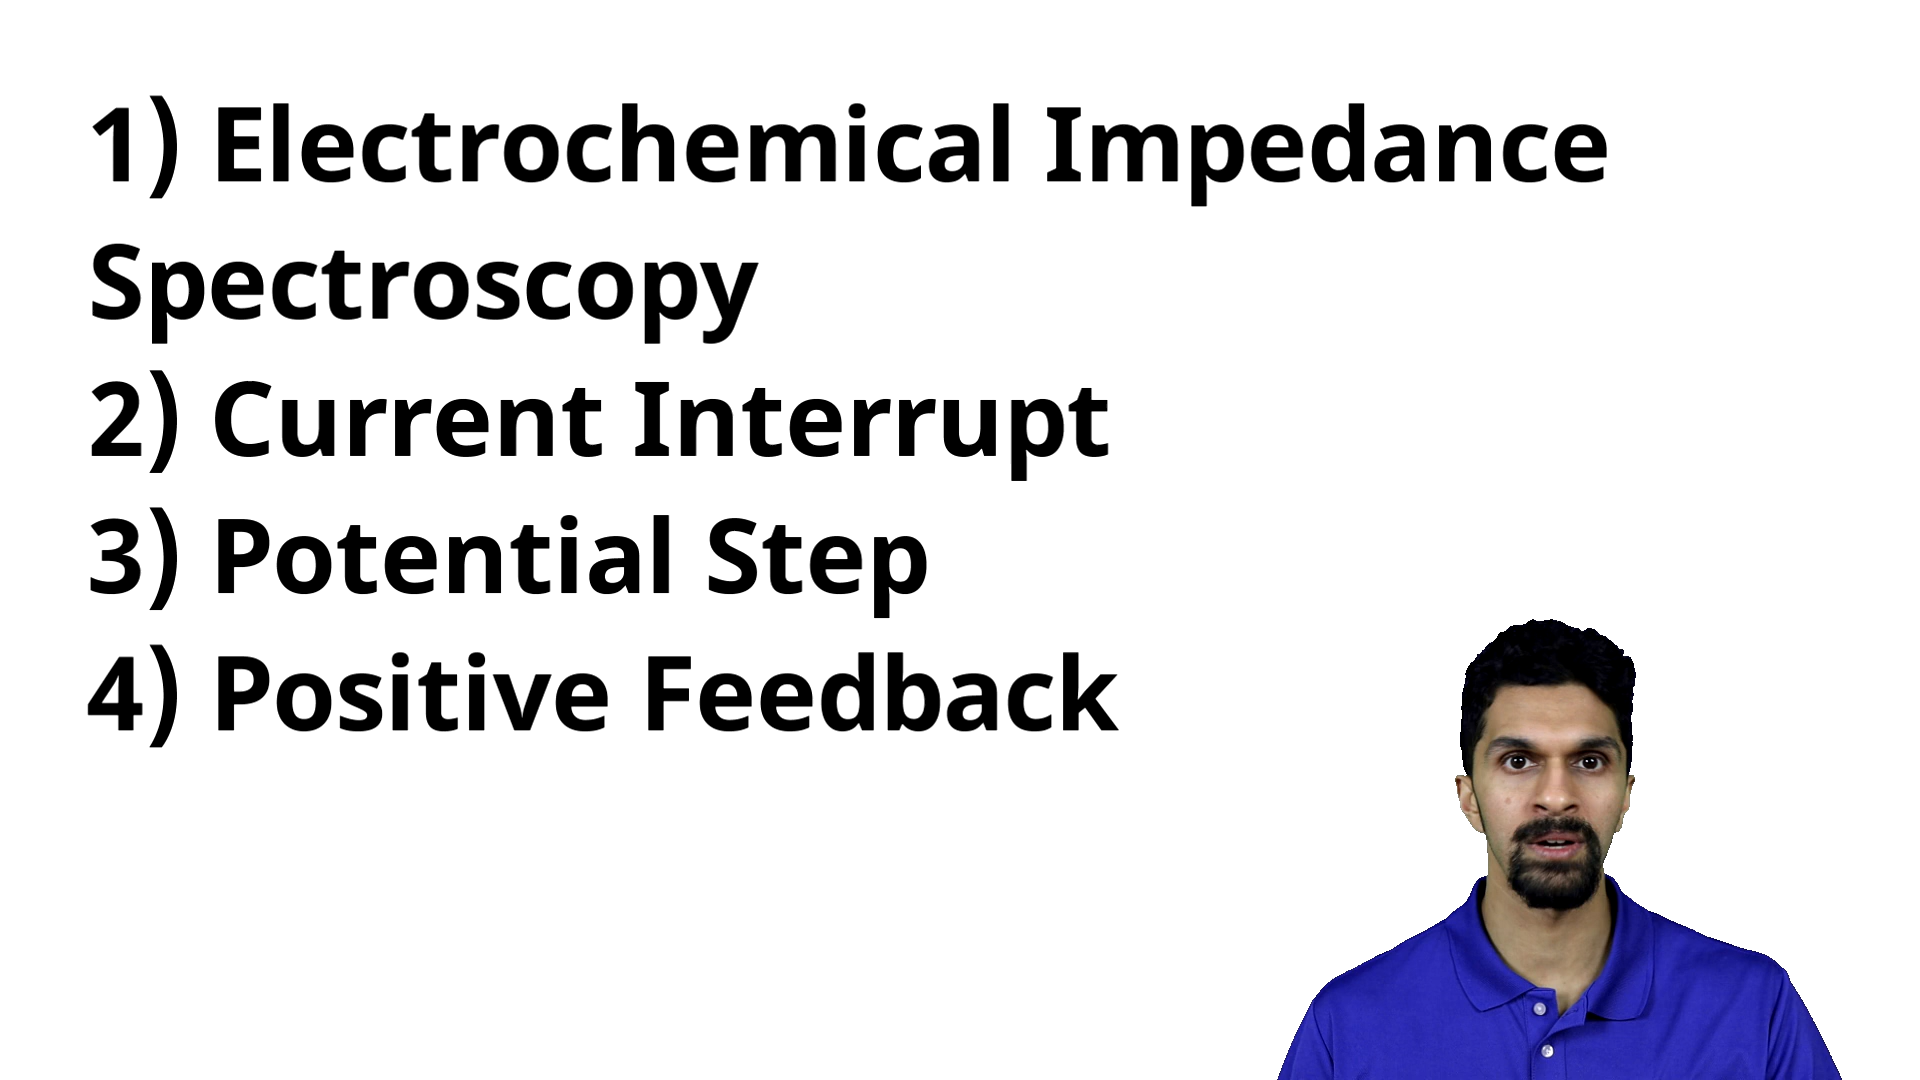 1) Electrochemical Impedance
Spectroscopy
2) Current Interrupt
3) Potential Step
4) Positive Feedback